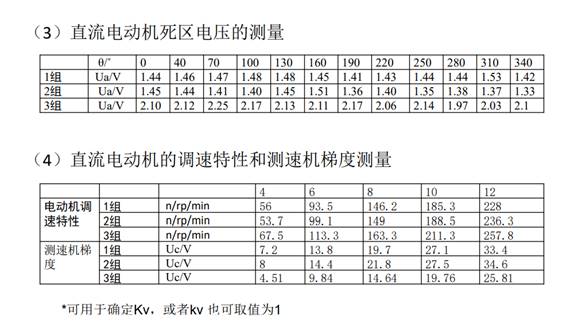 （3）直流电动机死区电压的测量
θ/° 0 40 70 100 130 160 190 220 250 280 310 340
1组 Ua/V 1.44 1.46 1.47 1.48 1.48 1.45 1.41 1.43 1.44 1.44 1.53 1.42
2组 Ua/V 1.45 1.44 1.41 1.40 1.45 1.51 1.36 1.40 1.35 1.38 1.37 1.33
3组 Ua/V 2.10 2.12 2.25 2.17 2.13 2.11 2.17 2.06 2.14 1.97 2.03 2.1
（4）直流电动机的调速特性和测速机梯度测量
4 6 8 10 12
电动机调速特性 1组 n/rp/min 56 93.5 146.2 185.3 228
2组 n/rp/min 53.7 99.1 149 188.5 236.3
3组 n/rp/min 67.5 113.3 163.3 211.3 257.8
测速机梯度 1组 Uc/V 7.2 13.8 19.7 27.1 33.4
2组 Uc/V 8 14.4 21.8 27.5 34.6
3组 Uc/V 4.51 9.84 14.64 19.76 25.81
*可用于确定Kv，或者kv 也可取值为1